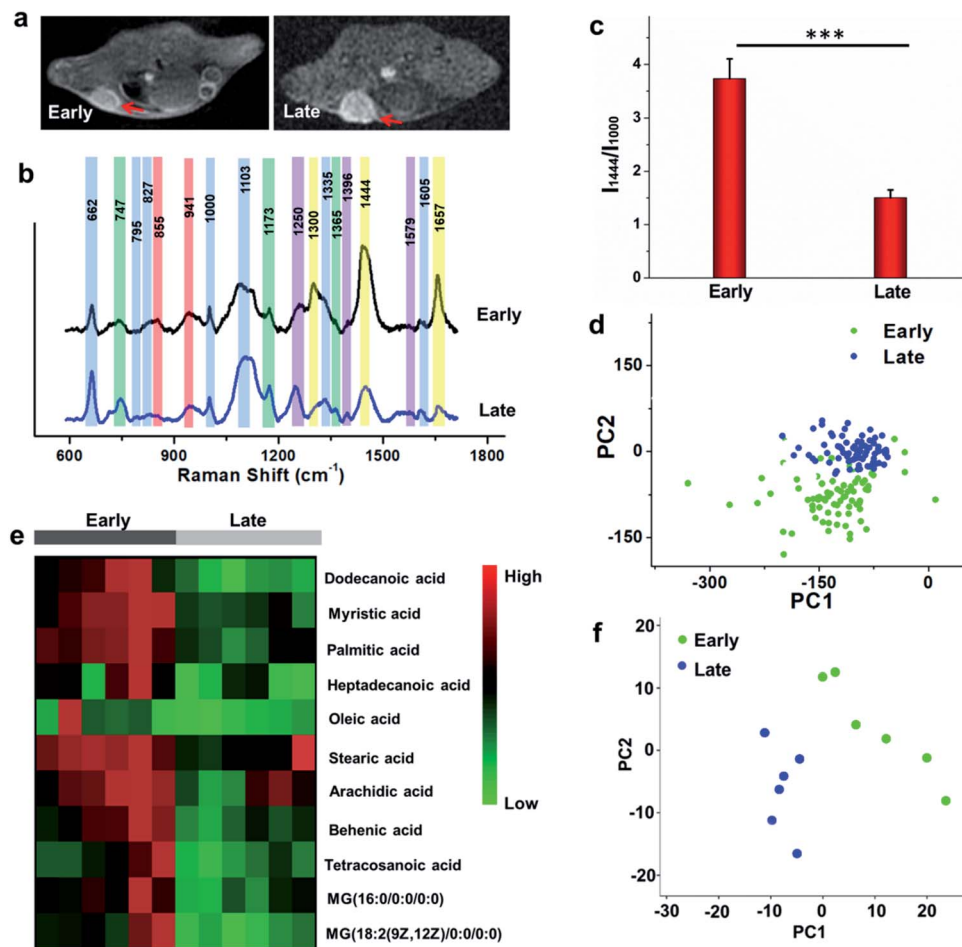 a
Early
Late
b
662
747
795
827
855
941
1000
1103
1173
1250
1300
1335
1365
1396
1444
1579
1605
1657
Early
Late
600 900 1200 1500 1800
Raman Shift (cm⁻¹)
c
***
I₁₄₄₄/I₁₀₀₀
4
3
2
1
0
Early Late
d
Early
Late
PC2
150
0
-150
-300 -150 0
PC1
e
Early Late
Dodecanoic acid
Myristic acid
Palmitic acid
Heptadecanoic acid
Oleic acid
Stearic acid
Arachidic acid
Behenic acid
Tetracosanoic acid
MG(16:0/0:0/0:0)
MG(18:2(9Z,12Z)/0:0/0:0)
High
Low
f
Early
Late
PC2
20
10
0
-10
-20
-30 -20 -10 0 10 20
PC1